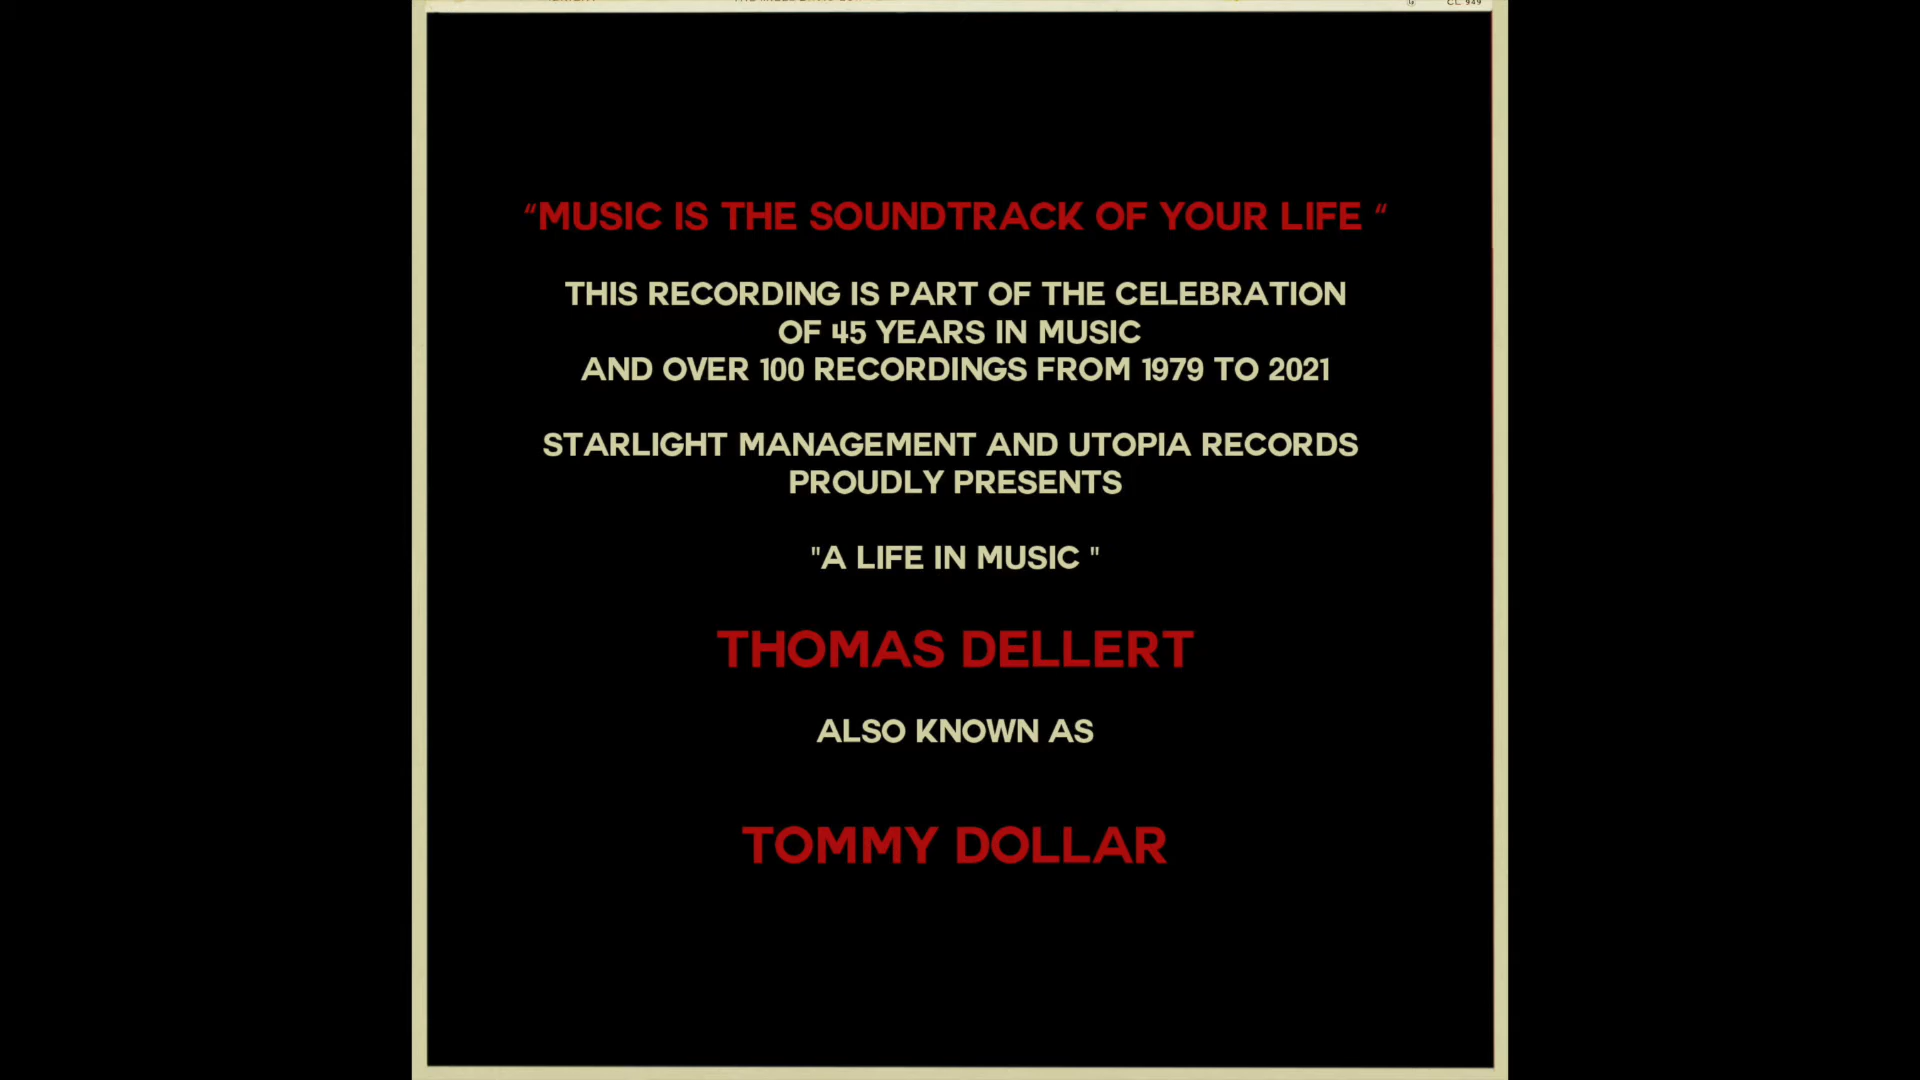 CL 949
“MUSIC IS THE SOUNDTRACK OF YOUR LIFE “
THIS RECORDING IS PART OF THE CELEBRATION
OF 45 YEARS IN MUSIC
AND OVER 100 RECORDINGS FROM 1979 TO 2021
STARLIGHT MANAGEMENT AND UTOPIA RECORDS
PROUDLY PRESENTS
"A LIFE IN MUSIC "
THOMAS DELLERT
ALSO KNOWN AS
TOMMY DOLLAR